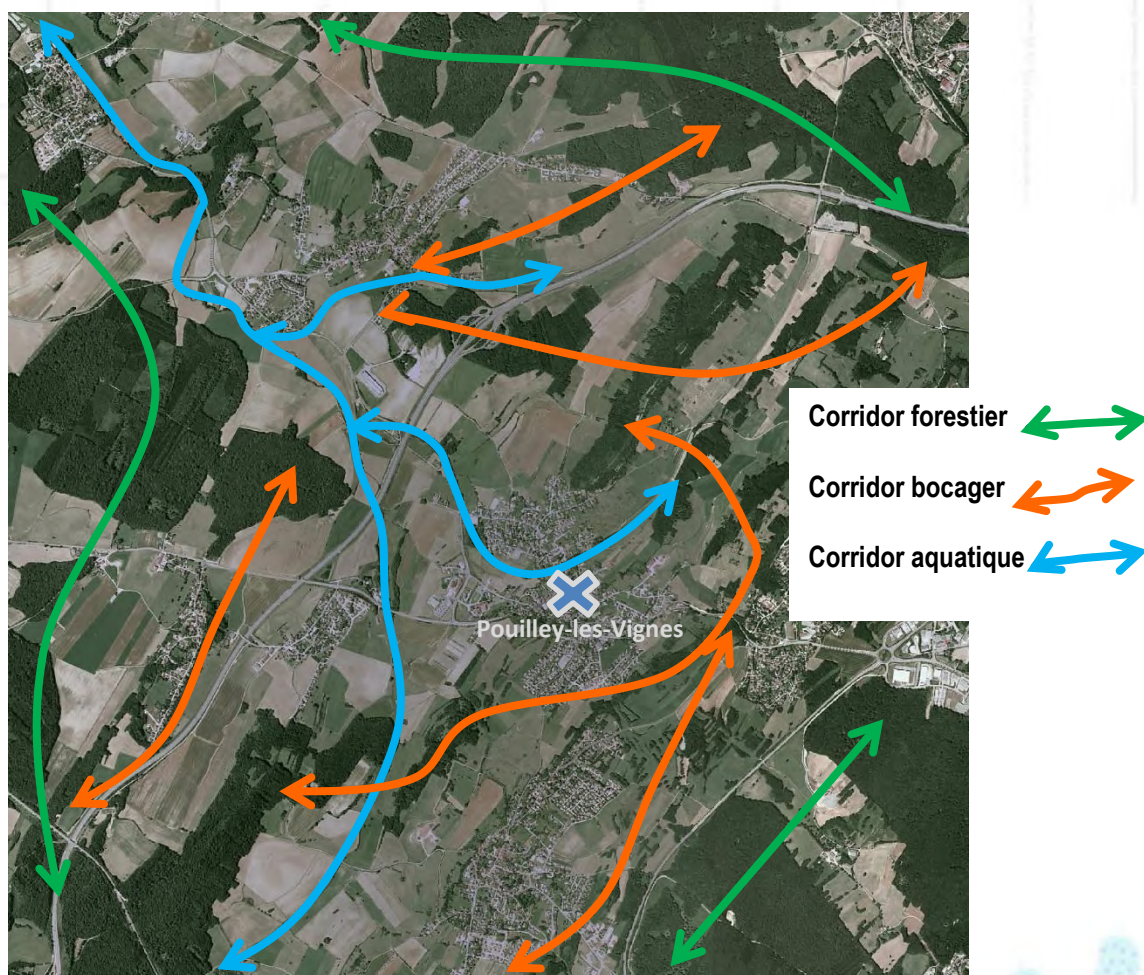 Corridor forestier
Corridor bocager
Corridor aquatique
Pouilley-les-Vignes